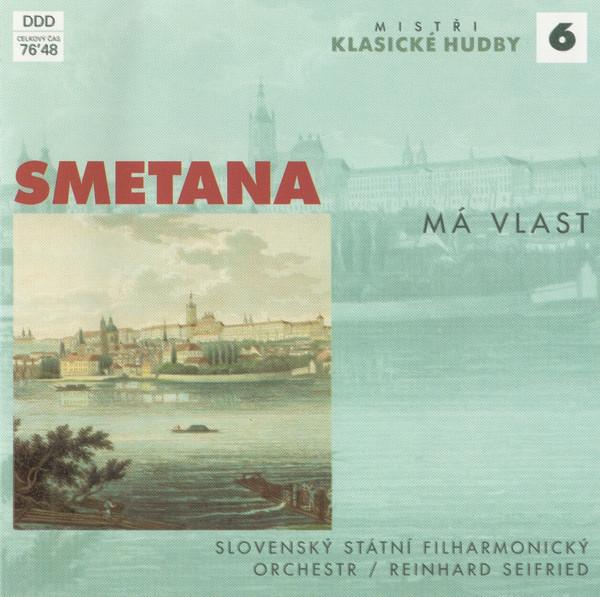 DDD
CELKOVÝ ČAS
76'48
MISTŘI
KLASICKÉ HUDBY
6
SMETANA
MÁ VLAST
SLOVENSKÝ STÁTNÍ FILHARMONICKÝ
ORCHESTR / REINHARD SEIFRIED